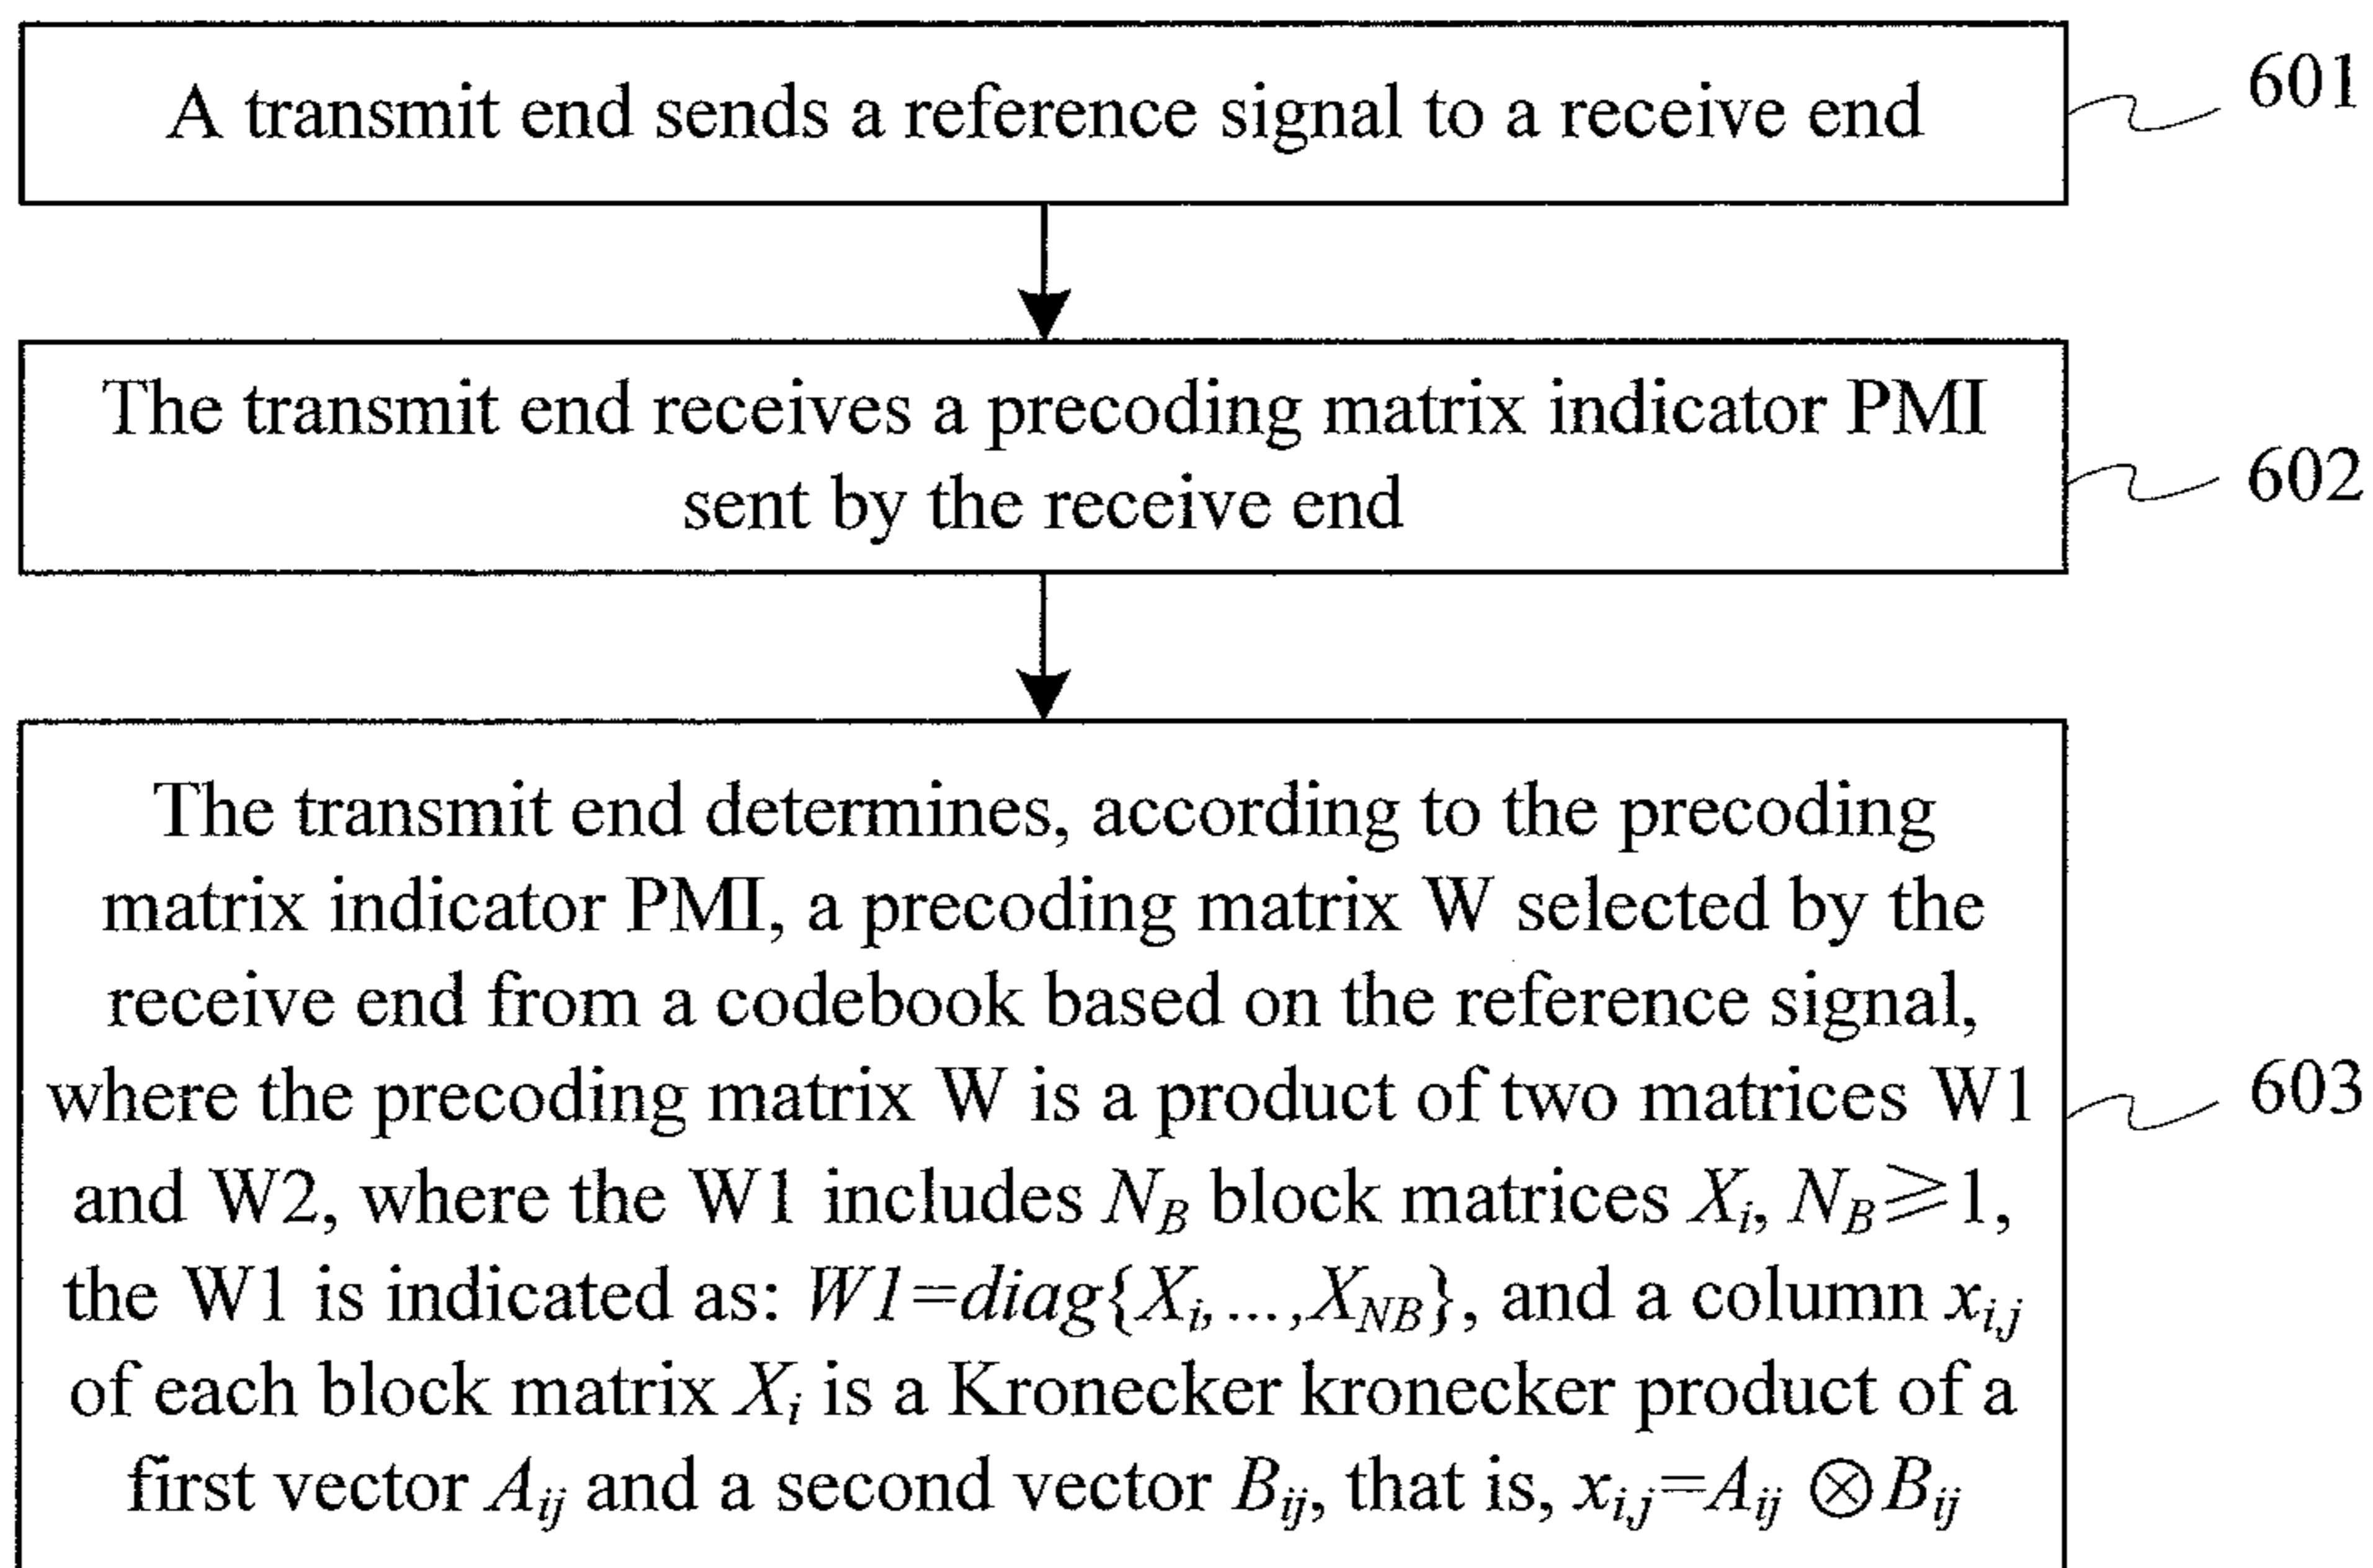 A transmit end sends a reference signal to a receive end
601
The transmit end receives a precoding matrix indicator PMI
sent by the receive end
602
The transmit end determines, according to the precoding
matrix indicator PMI, a precoding matrix W selected by the
receive end from a codebook based on the reference signal,
where the precoding matrix W is a product of two matrices W1
and W2, where the W1 includes N_B block matrices X_i, N_B⩾1,
the W1 is indicated as: W1=diag{X_i,...,X_NB}, and a column x_i,j
of each block matrix X_i is a Kronecker kronecker product of a
first vector A_ij and a second vector B_ij, that is, x_i,j=A_ij ⊗ B_ij
603